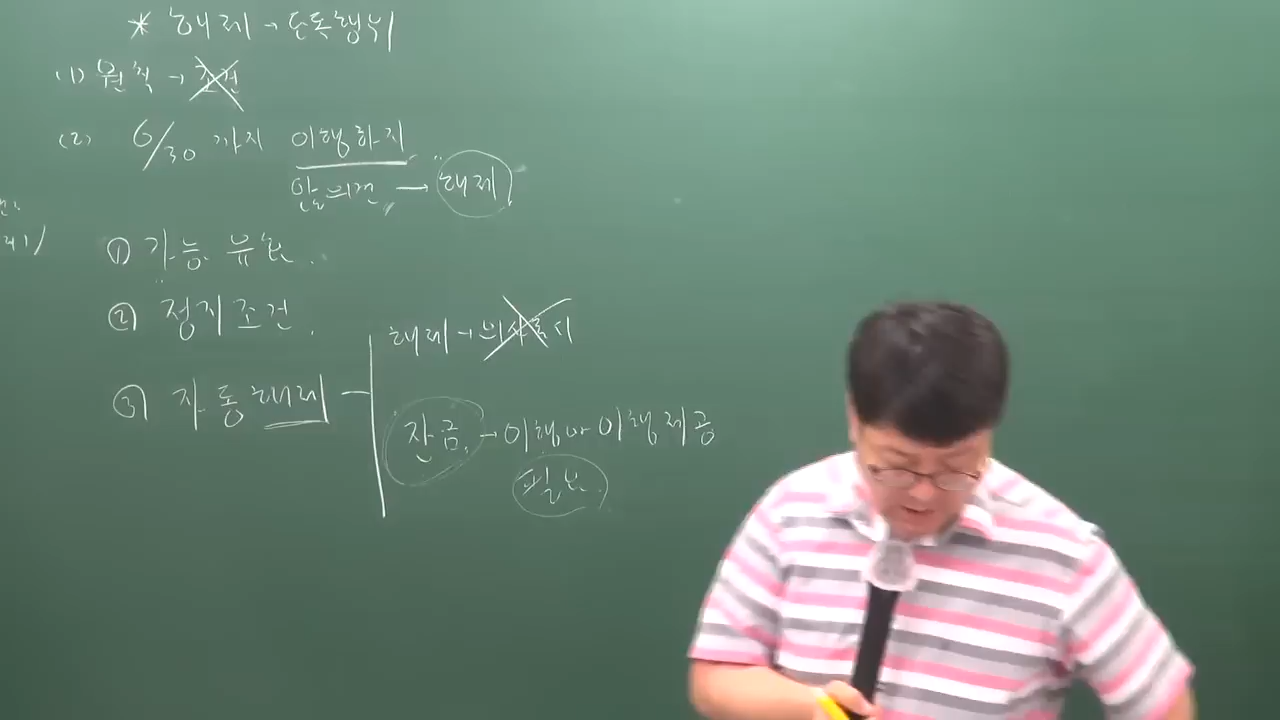 * 해제 → 단독행위
(1) 원칙 → 조건
(2) 6/30 까지 이행하지
않을 시 → 해제
① 가능 유효.
② 정지조건.
③ 자동해제
해제 → 의사표시
잔금. → 이행 or 이행제공
필요.